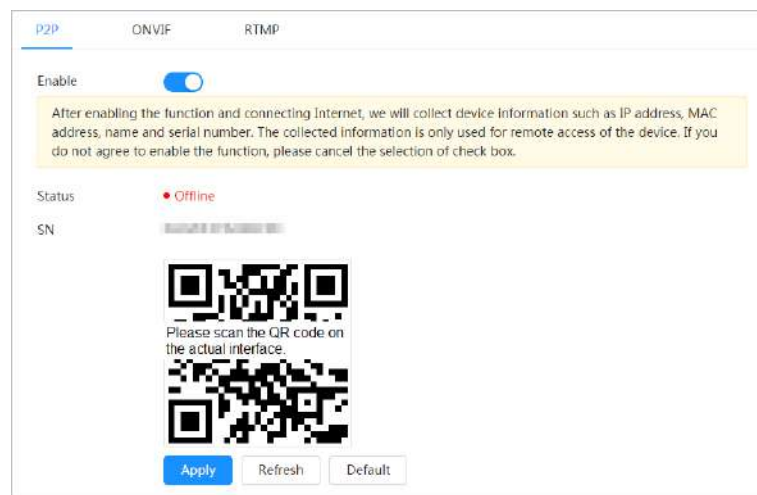 P2P ONVIF RTMP
Enable
After enabling the function and connecting Internet, we will collect device information such as IP address, MAC
address, name and serial number. The collected information is only used for remote access of the device. If you
do not agree to enable the function, please cancel the selection of check box.
Status • Offline
SN
Please scan the QR code on
the actual interface.
Apply Refresh Default